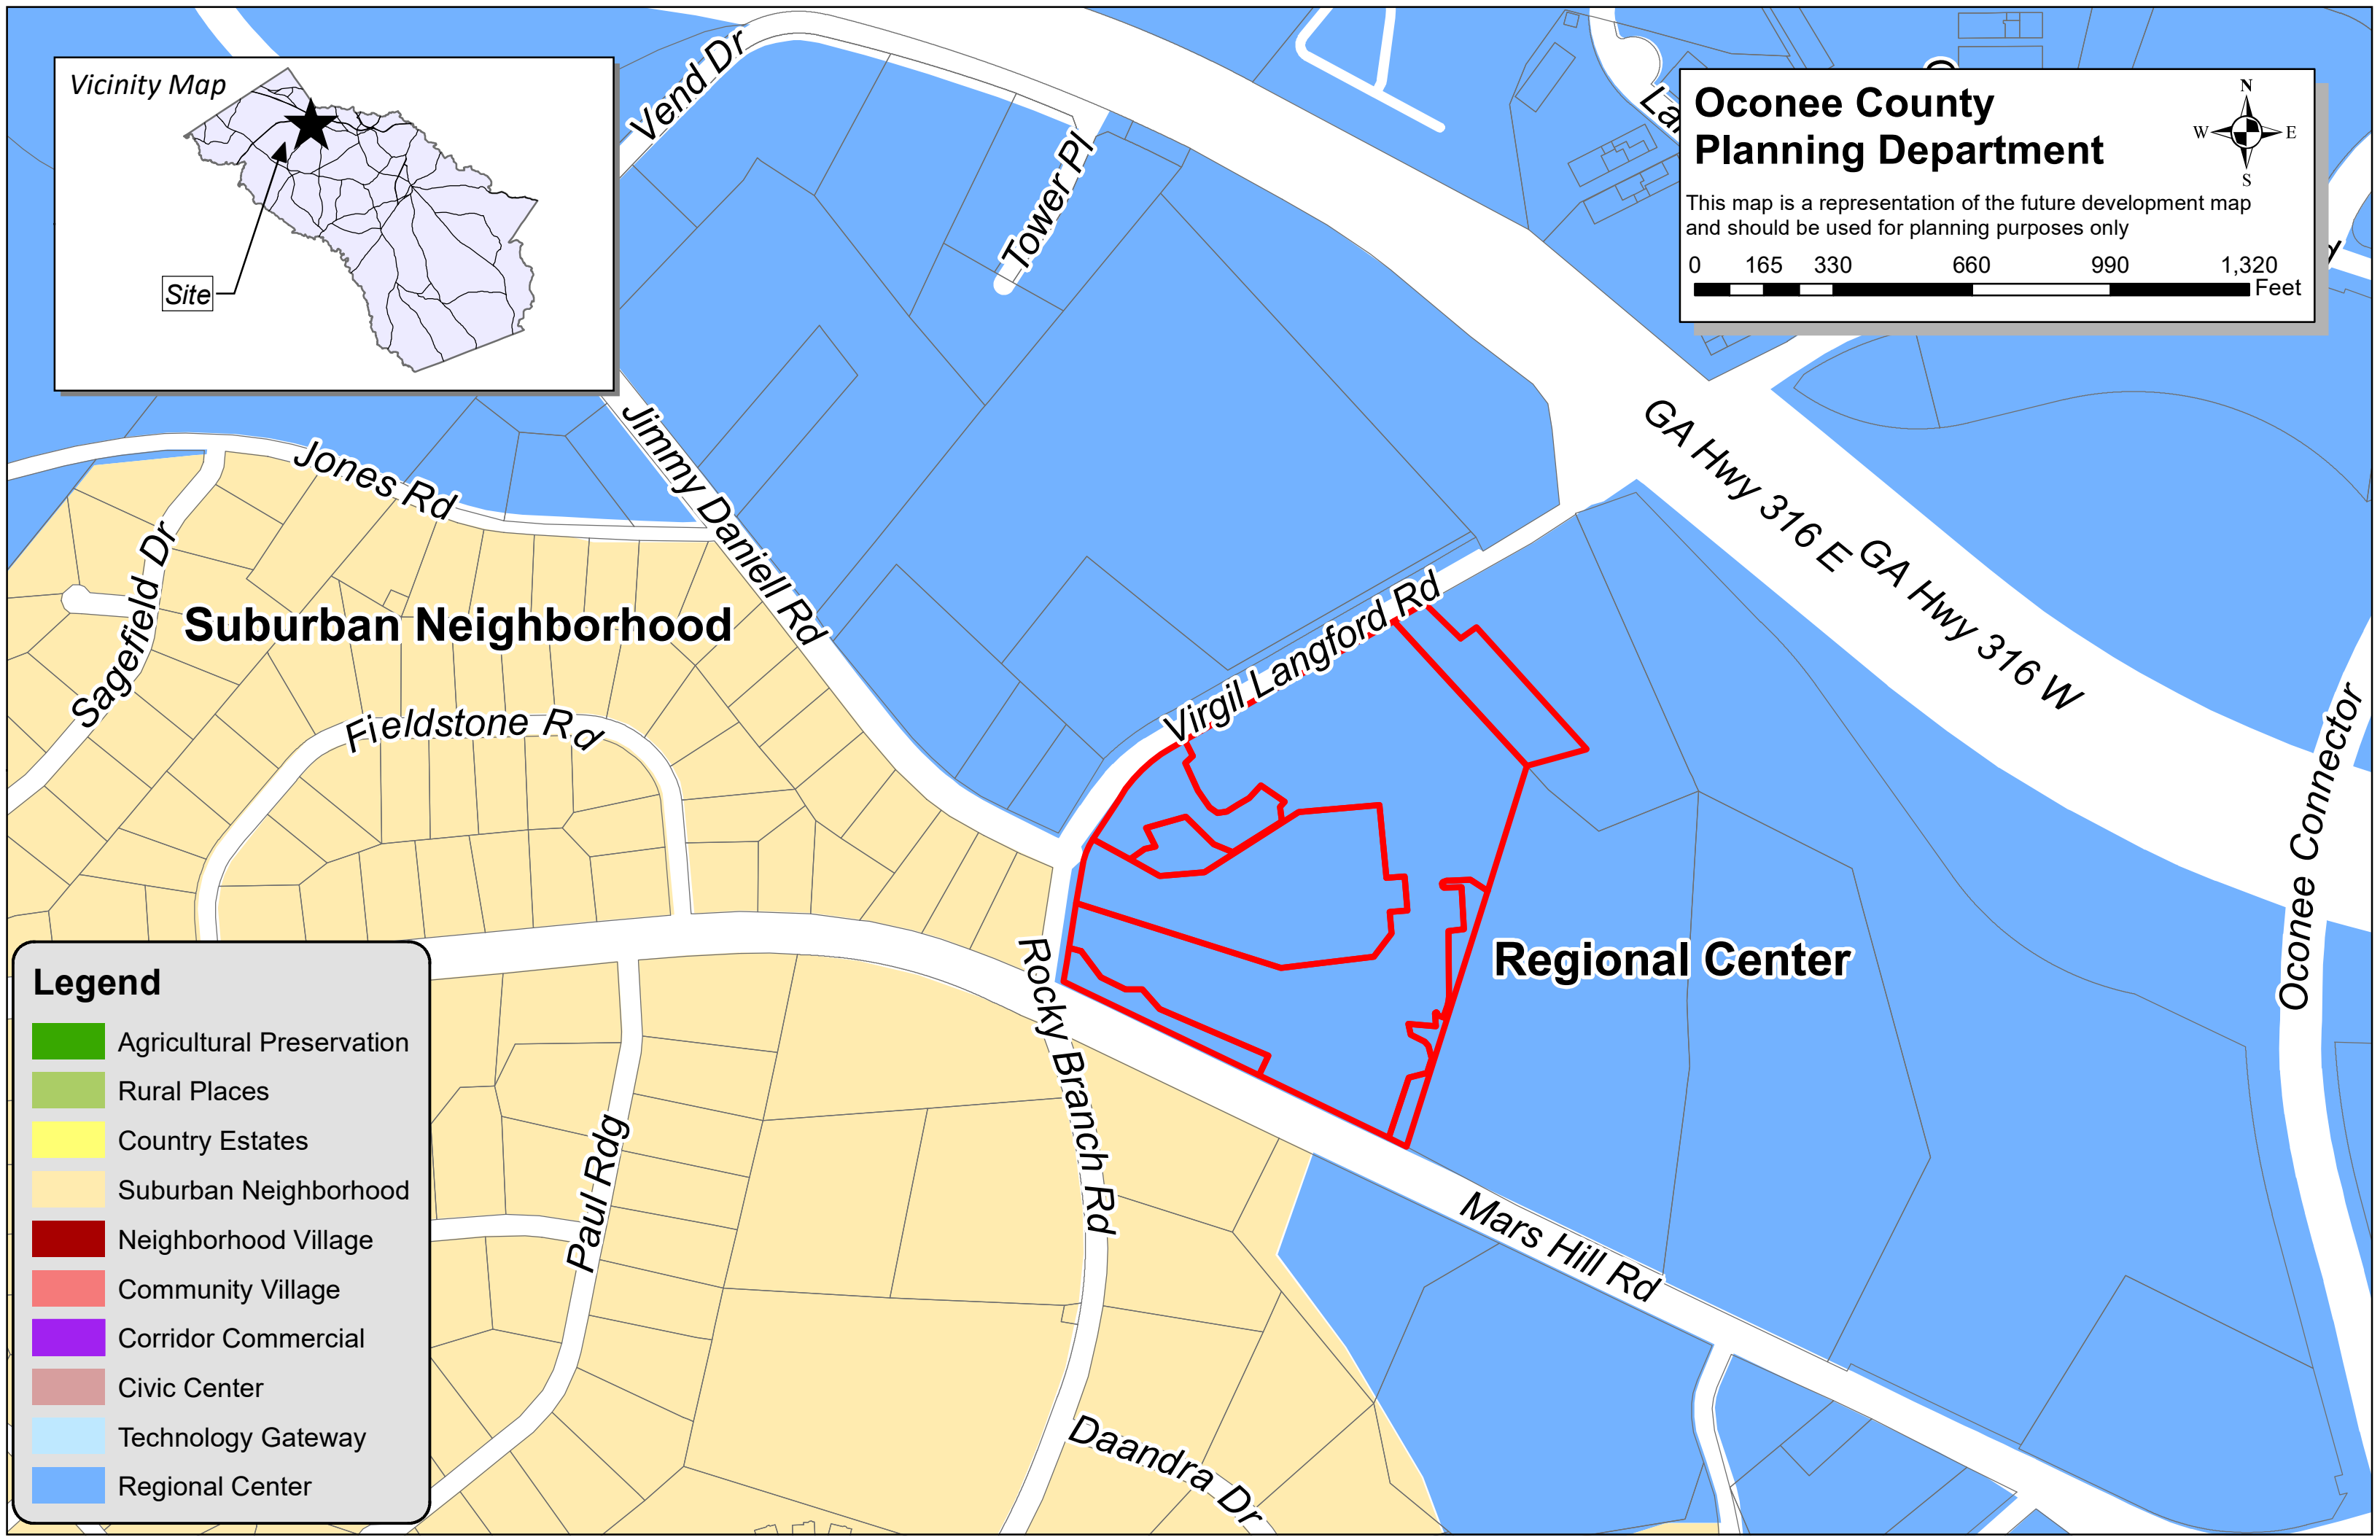 Vicinity Map
Site
Oconee County
Planning Department
N
W
E
S
This map is a representation of the future development map
and should be used for planning purposes only
0 165 330 660 990 1,320
Feet
Vend Dr
Tower Pl
Jones Rd
Jimmy Daniell Rd
Sagefield Dr
Suburban Neighborhood
Fieldstone Rd
Virgil Langford Rd
GA Hwy 316 E
GA Hwy 316 W
Oconee Connector
Regional Center
Rocky Branch Rd
Paul Rdg
Mars Hill Rd
Daandra Dr
Legend
Agricultural Preservation
Rural Places
Country Estates
Suburban Neighborhood
Neighborhood Village
Community Village
Corridor Commercial
Civic Center
Technology Gateway
Regional Center